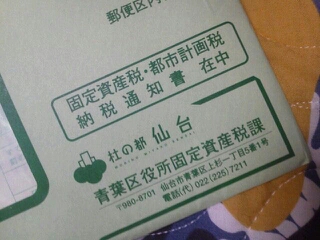 郵便区内
固定資産税・都市計画税
納税通知書 在中
杜の都 仙台
青葉区役所固定資産税課
〒980-8701 仙台市青葉区上杉一丁目5番1号
電話(代) 022(226)7211